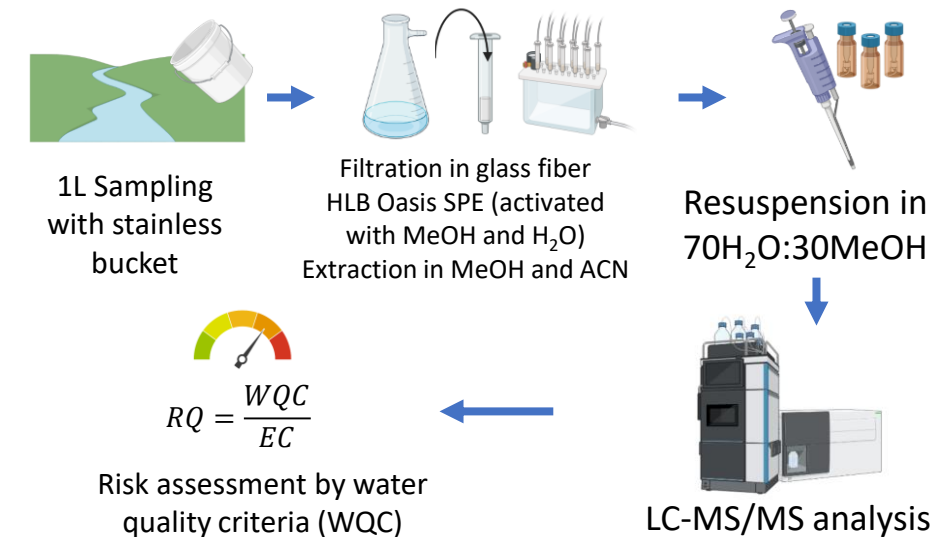 1L Sampling
with stainless
bucket
Filtration in glass fiber
HLB Oasis SPE (activated
with MeOH and H₂O)
Extraction in MeOH and ACN
Resuspension in
70H₂O:30MeOH
LC-MS/MS analysis
RQ = WQC / EC
Risk assessment by water
quality criteria (WQC)